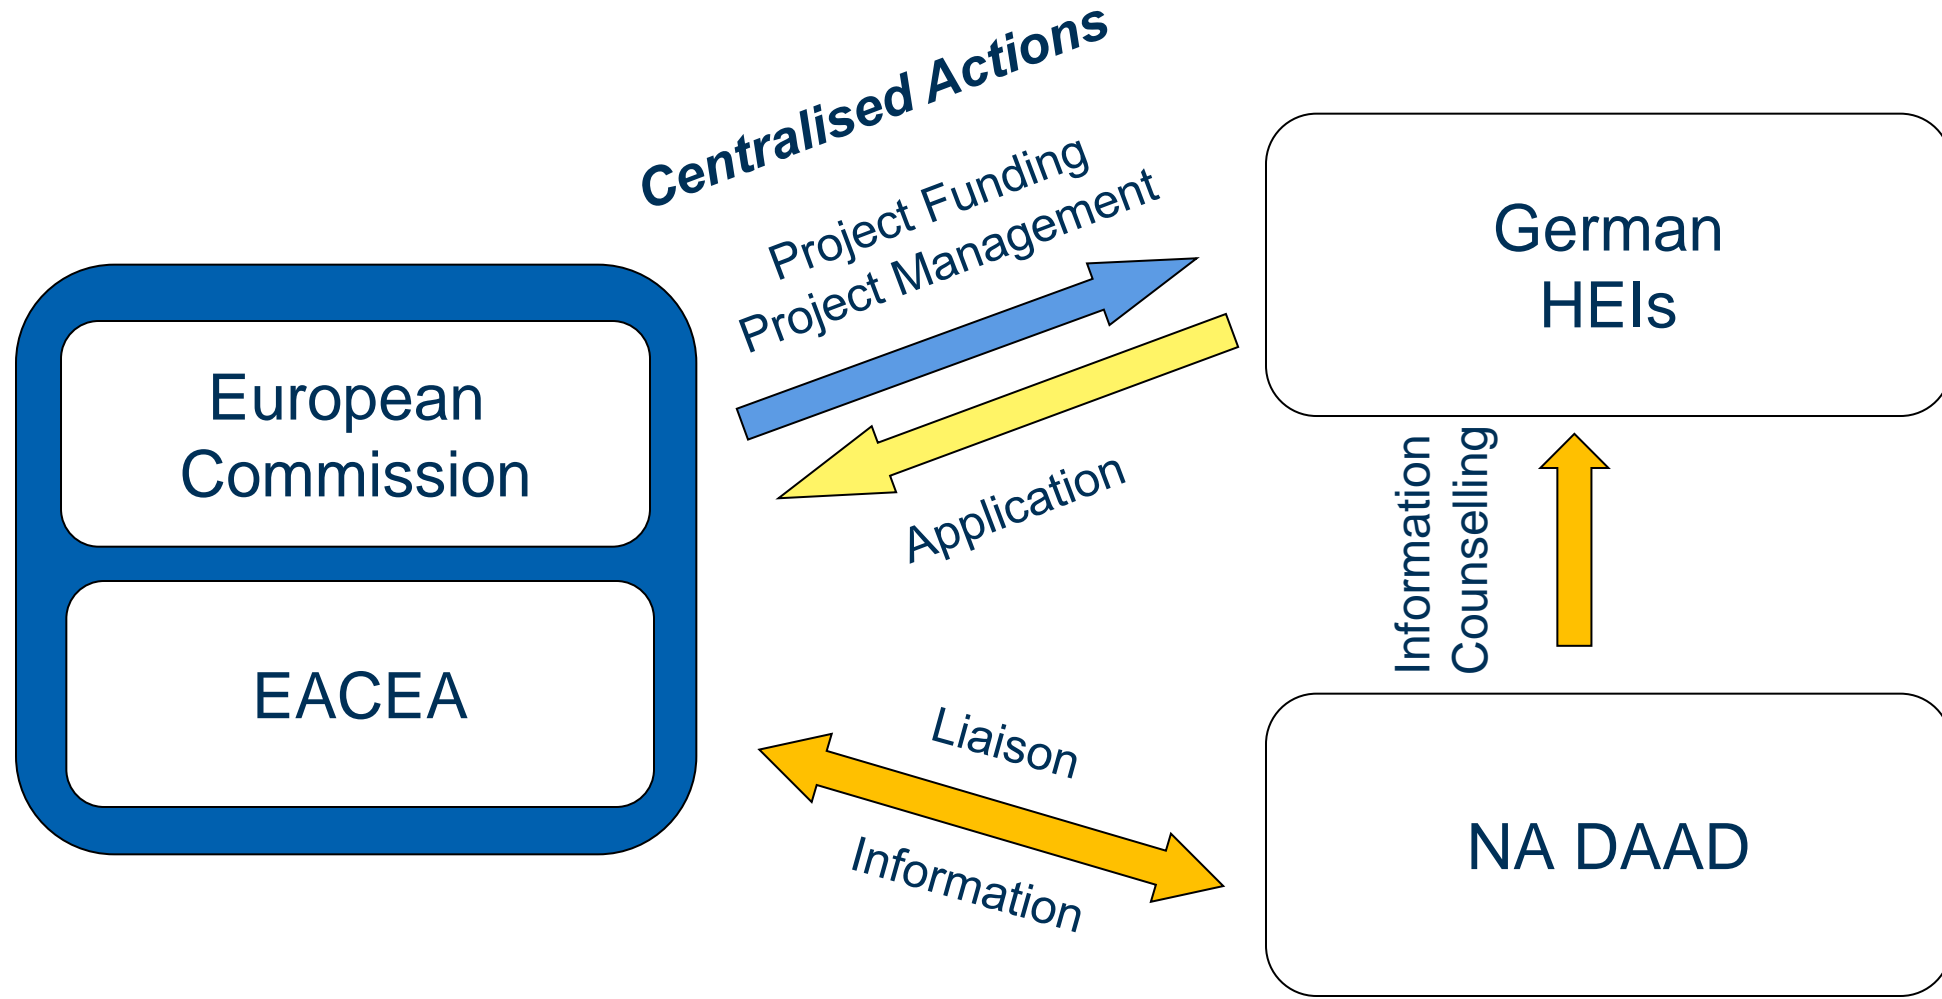 Centralised Actions
Project Funding
Project Management
Application
European
Commission
EACEA
German
HEIs
Information
Counselling
Liaison
Information
NA DAAD